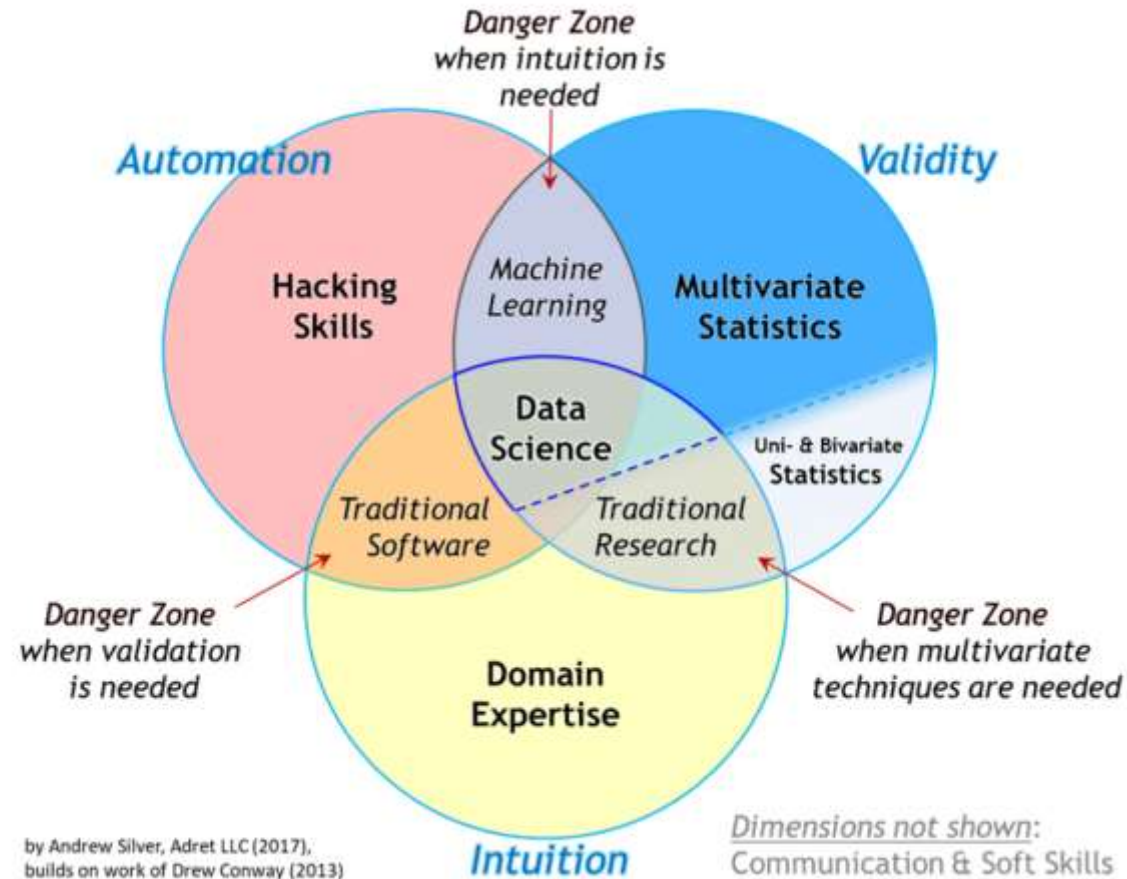 Danger Zone
when intuition is
needed
Automation
Validity
Hacking
Skills
Machine
Learning
Multivariate
Statistics
Data
Science
Uni- & Bivariate
Statistics
Traditional
Software
Traditional
Research
Danger Zone
when validation
is needed
Danger Zone
when multivariate
techniques are needed
Domain
Expertise
by Andrew Silver, Adret LLC (2017),
builds on work of Drew Conway (2013)
Intuition
Dimensions not shown:
Communication & Soft Skills